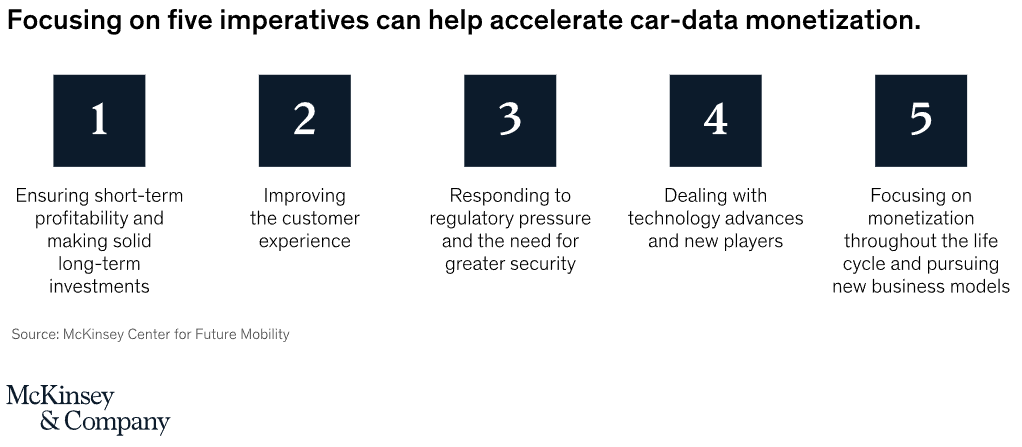 Focusing on five imperatives can help accelerate car-data monetization.
1
Ensuring short-term
profitability and
making solid
long-term
investments
2
Improving
the customer
experience
3
Responding to
regulatory pressure
and the need for
greater security
4
Dealing with
technology advances
and new players
5
Focusing on
monetization
throughout the life
cycle and pursuing
new business models
Source: McKinsey Center for Future Mobility
McKinsey
& Company